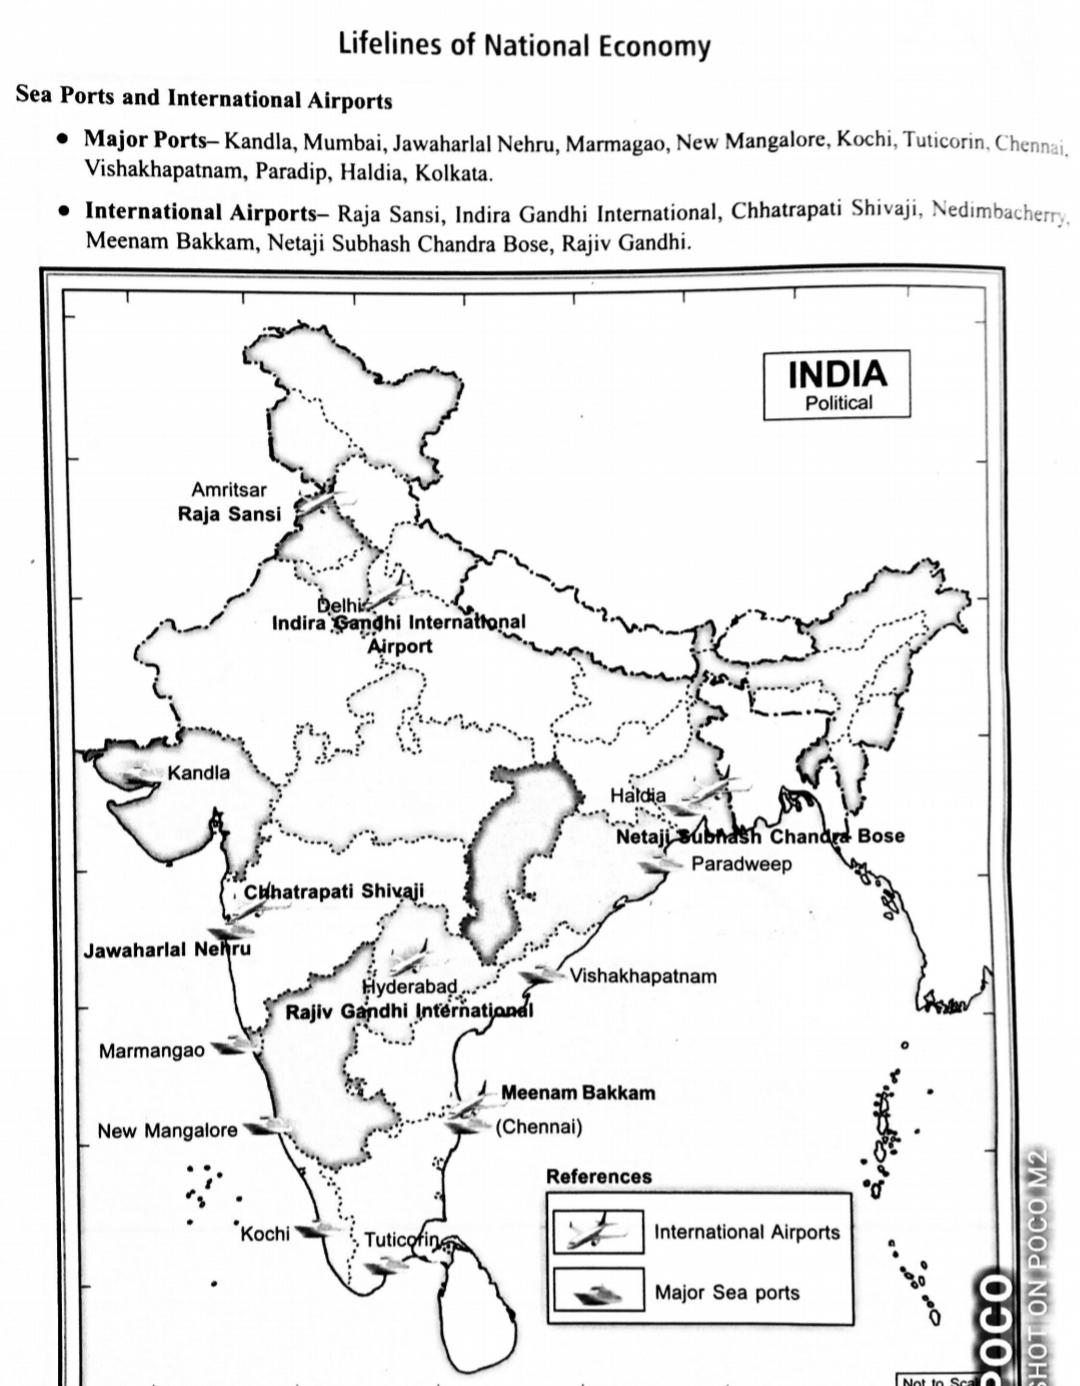 Lifelines of National Economy
Sea Ports and International Airports
• Major Ports– Kandla, Mumbai, Jawaharlal Nehru, Marmagao, New Mangalore, Kochi, Tuticorin, Chennai,
Vishakhapatnam, Paradip, Haldia, Kolkata.
• International Airports– Raja Sansi, Indira Gandhi International, Chhatrapati Shivaji, Nedimbacherry,
Meenam Bakkam, Netaji Subhash Chandra Bose, Rajiv Gandhi.
INDIA
Political
Amritsar
Raja Sansi
Delhi
Indira Gandhi International
Airport
Kandla
Haldia
Netaji Subhash Chandra Bose
Paradweep
Chhatrapati Shivaji
Jawaharlal Nehru
Hyderabad
Rajiv Gandhi International
Vishakhapatnam
Marmangao
Meenam Bakkam
(Chennai)
New Mangalore
Kochi
Tuticorin
References
International Airports
Major Sea ports
Not to
POCO
SHOT ON POCO M2